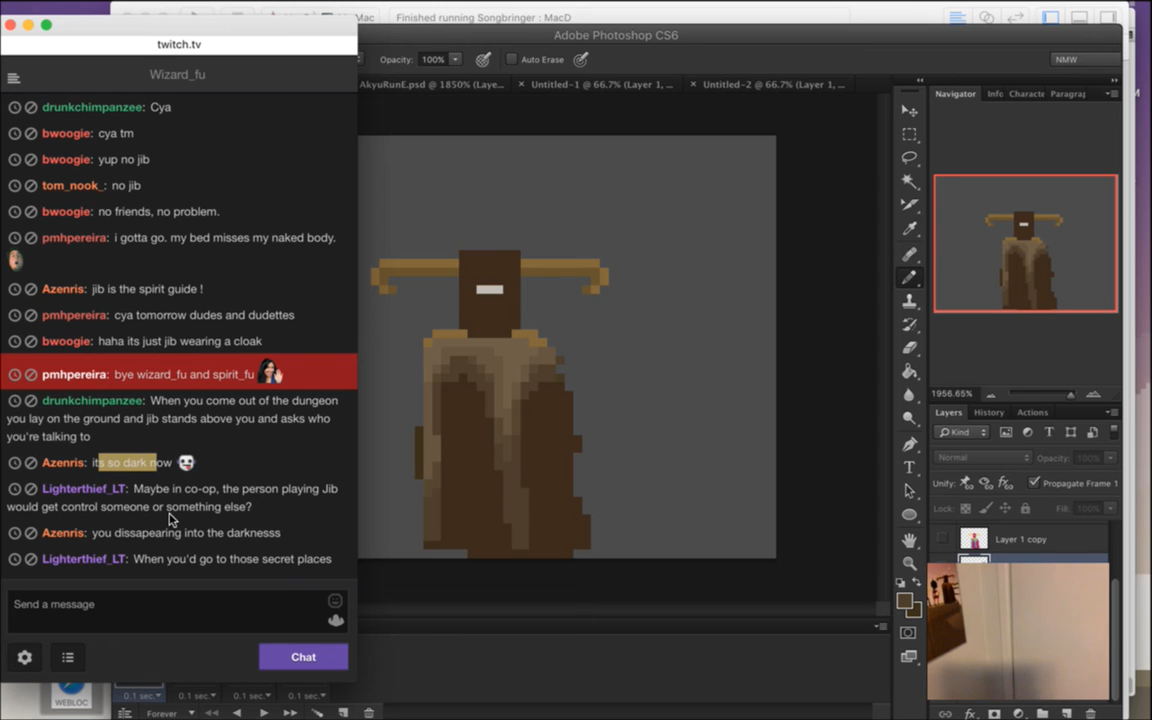 Mac
Finished running Songbringer : MacD
twitch.tv
Adobe Photoshop CS6
Opacity: 100%
Auto Erase
NMW
Wizard_fu
AkyuRunE.psd @ 1850% (Laye...
Untitled-1 @ 66.7% (Layer 1, ...
Untitled-2 @ 66.7% (Layer 1, ...
Navigator
Info
Characte
Paragrap
drunkchimpanzee: Cya
bwoogie: cya tm
bwoogie: yup no jib
tom_nook_: no jib
bwoogie: no friends, no problem.
pmhpereira: i gotta go. my bed misses my naked body.
Azenris: jib is the spirit guide !
pmhpereira: cya tomorrow dudes and dudettes
bwoogie: haha its just jib wearing a cloak
pmhpereira: bye wizard_fu and spirit_fu
drunkchimpanzee: When you come out of the dungeon
you lay on the ground and jib stands above you and asks who
you're talking to
Azenris: its so dark now
Lighterthief_LT: Maybe in co-op, the person playing Jib
would get control someone or something else?
Azenris: you dissapearing into the darknesss
Lighterthief_LT: When you'd go to those secret places
Send a message
Chat
1956.65%
Layers
History
Actions
Kind
Normal
Opacity:
100%
Unify:
Propagate Frame 1
Lock:
Fill:
100%
Layer 1 copy
WEBLOC
0.1 sec.
0.1 sec.
0.1 sec.
0.1 sec.
Forever